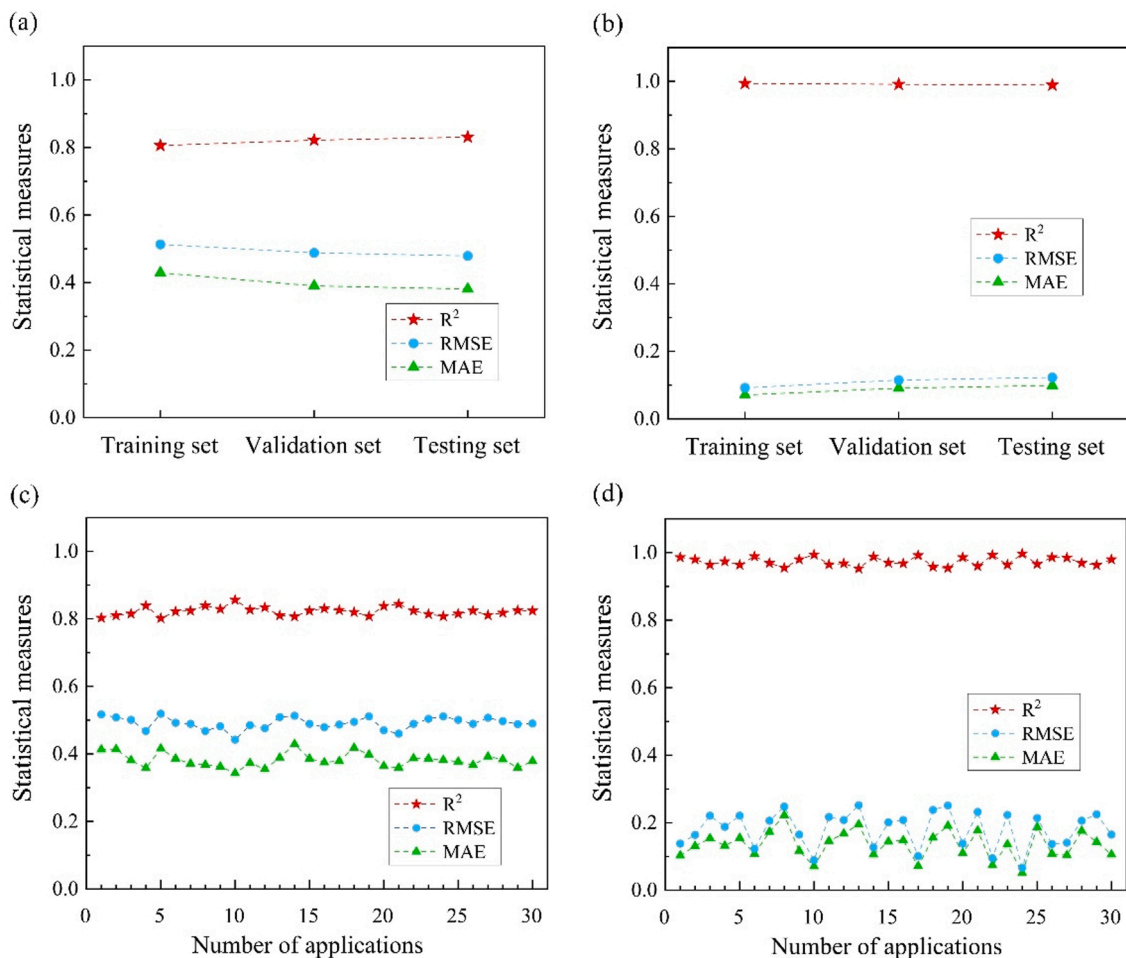 (a)
Statistical measures
1.0
0.8
0.6
0.4
0.2
0.0
R²
RMSE
MAE
Training set Validation set Testing set
(b)
Statistical measures
1.0
0.8
0.6
0.4
0.2
0.0
R²
RMSE
MAE
Training set Validation set Testing set
(c)
Statistical measures
1.0
0.8
0.6
0.4
0.2
0.0
R²
RMSE
MAE
0 5 10 15 20 25 30
Number of applications
(d)
Statistical measures
1.0
0.8
0.6
0.4
0.2
0.0
R²
RMSE
MAE
0 5 10 15 20 25 30
Number of applications